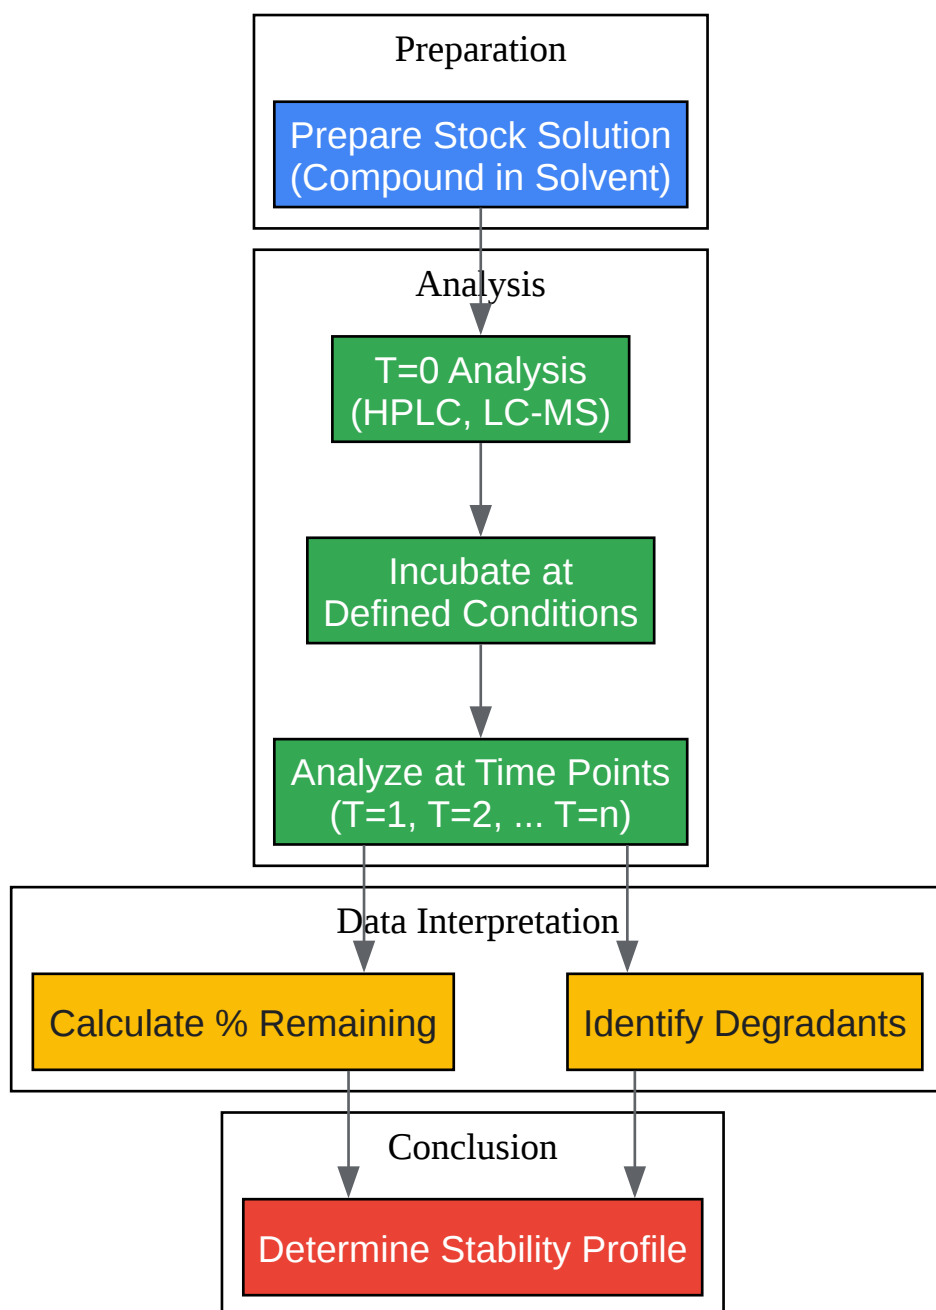 Preparation
Prepare Stock Solution
(Compound in Solvent)
Analysis
T=0 Analysis
(HPLC, LC-MS)
Incubate at
Defined Conditions
Analyze at Time Points
(T=1, T=2, ... T=n)
Data Interpretation
Calculate % Remaining
Identify Degradants
Conclusion
Determine Stability Profile